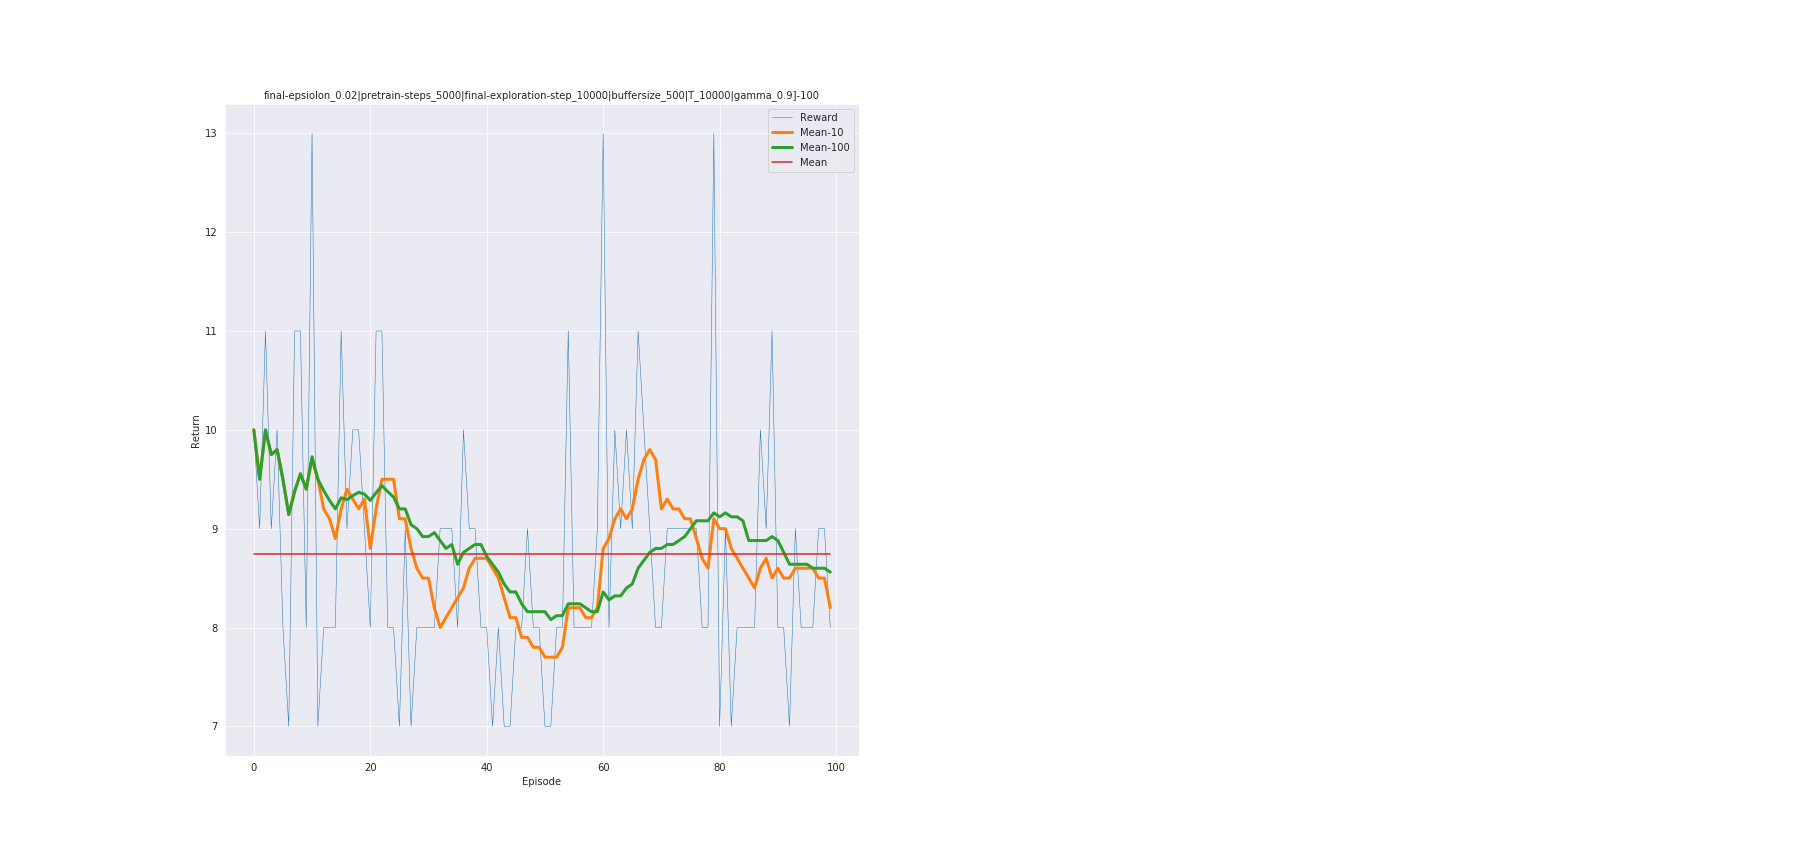 final-epsiolon_0.02|pretrain-steps_5000|final-exploration-step_10000|buffersize_500|T_10000|gamma_0.9]-100
Reward
Mean-10
Mean-100
Mean
13
12
11
10
9
8
7
Return
0 20 40 60 80 100
Episode